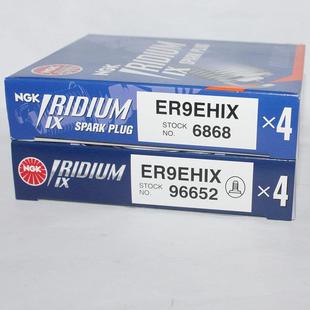 NGK IRIDIUM IX SPARK PLUG
ER9EHIX
STOCK NO. 6868
×4
NGK IRIDIUM IX
ER9EHIX
STOCK NO. 96652
×4